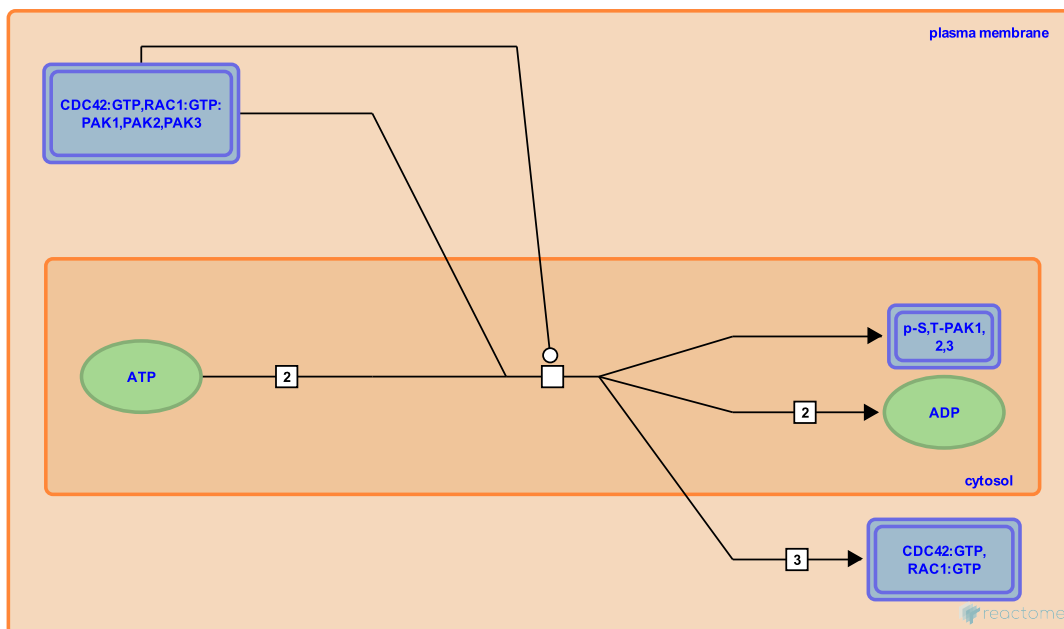 plasma membrane
CDC42:GTP,RAC1:GTP:
PAK1,PAK2,PAK3
p-S,T-PAK1,
2,3
ATP
2
2
ADP
cytosol
3
CDC42:GTP,
RAC1:GTP
reactome